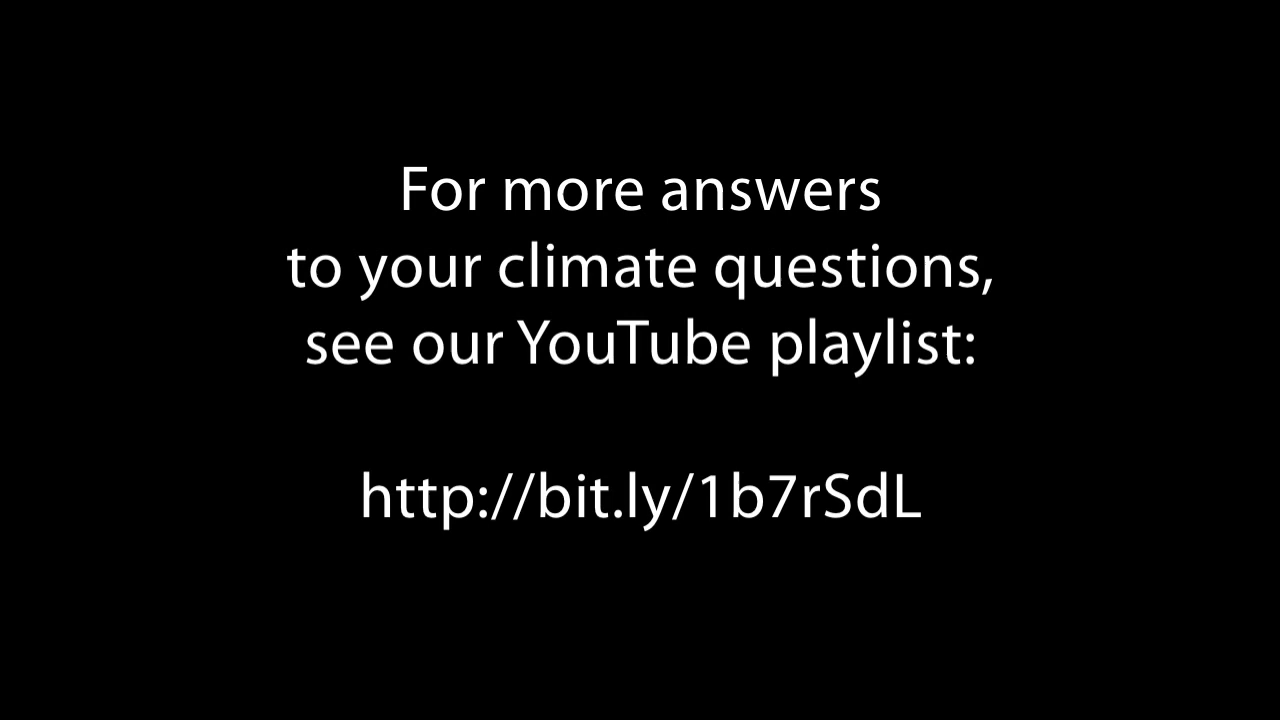 For more answers
to your climate questions,
see our YouTube playlist:
http://bit.ly/1b7rSdL